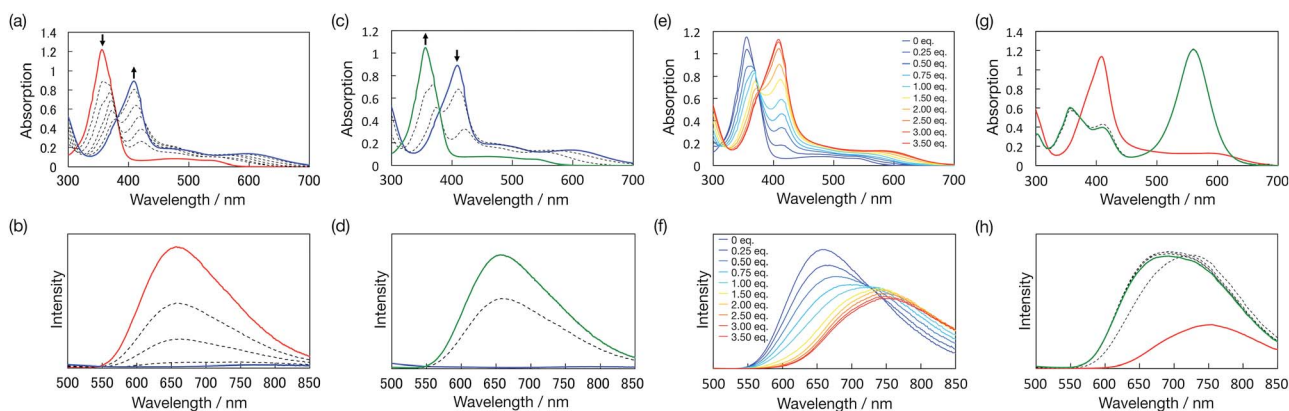 (a)
1.4
1.2
1
0.8
0.6
0.4
0.2
0
Absorption
300 400 500 600 700
Wavelength / nm
(c)
1.2
1
0.8
0.6
0.4
0.2
0
Absorption
300 400 500 600 700
Wavelength / nm
(e)
1.2
1
0.8
0.6
0.4
0.2
0
Absorption
0 eq.
0.25 eq.
0.50 eq.
0.75 eq.
1.00 eq.
1.50 eq.
2.00 eq.
2.50 eq.
3.00 eq.
3.50 eq.
300 400 500 600 700
Wavelength / nm
(g)
1.4
1.2
1
0.8
0.6
0.4
0.2
0
Absorption
300 400 500 600 700
Wavelength / nm
(b)
Intensity
500 550 600 650 700 750 800 850
Wavelength / nm
(d)
Intensity
500 550 600 650 700 750 800 850
Wavelength / nm
(f)
Intensity
0 eq.
0.25 eq.
0.50 eq.
0.75 eq.
1.00 eq.
1.50 eq.
2.00 eq.
2.50 eq.
3.00 eq.
3.50 eq.
500 550 600 650 700 750 800 850
Wavelength / nm
(h)
Intensity
500 550 600 650 700 750 800 850
Wavelength / nm